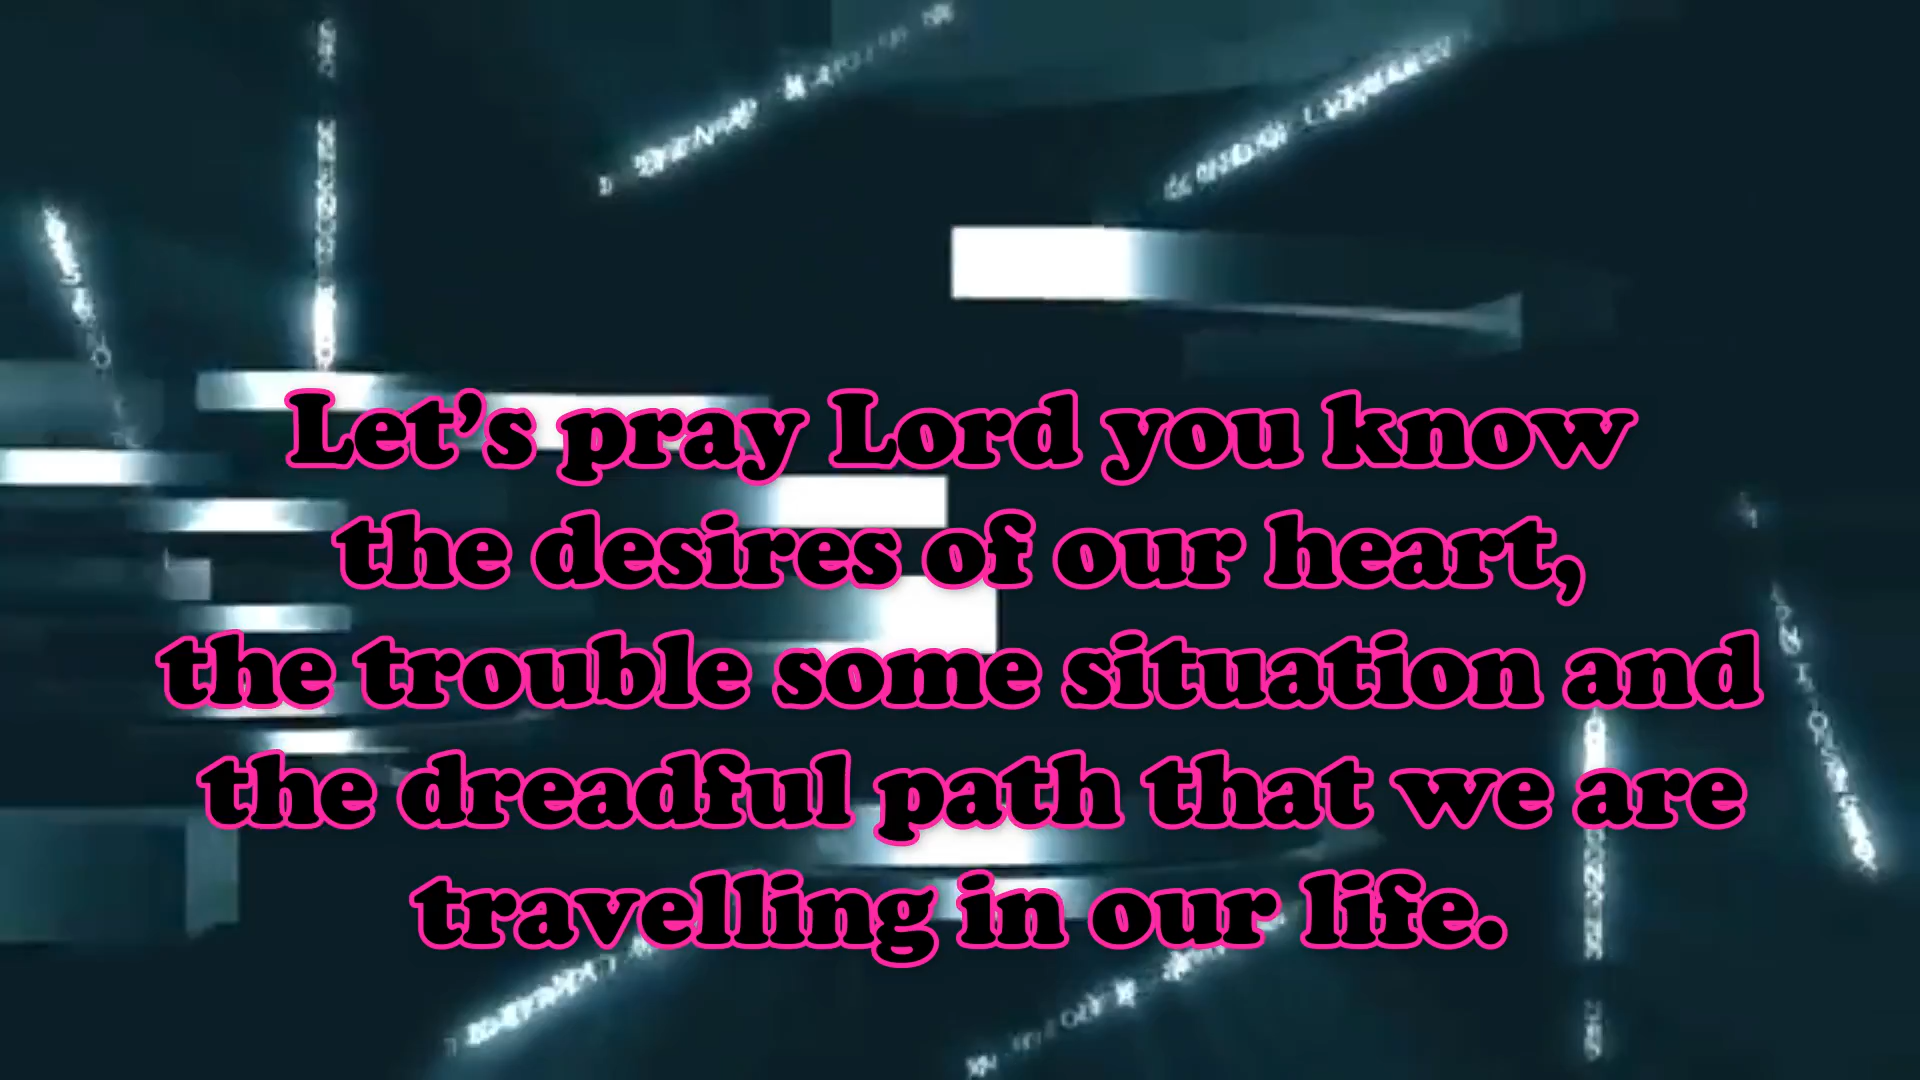 Let’s pray Lord you know
the desires of our heart,
the trouble some situation and
the dreadful path that we are
travelling in our life.